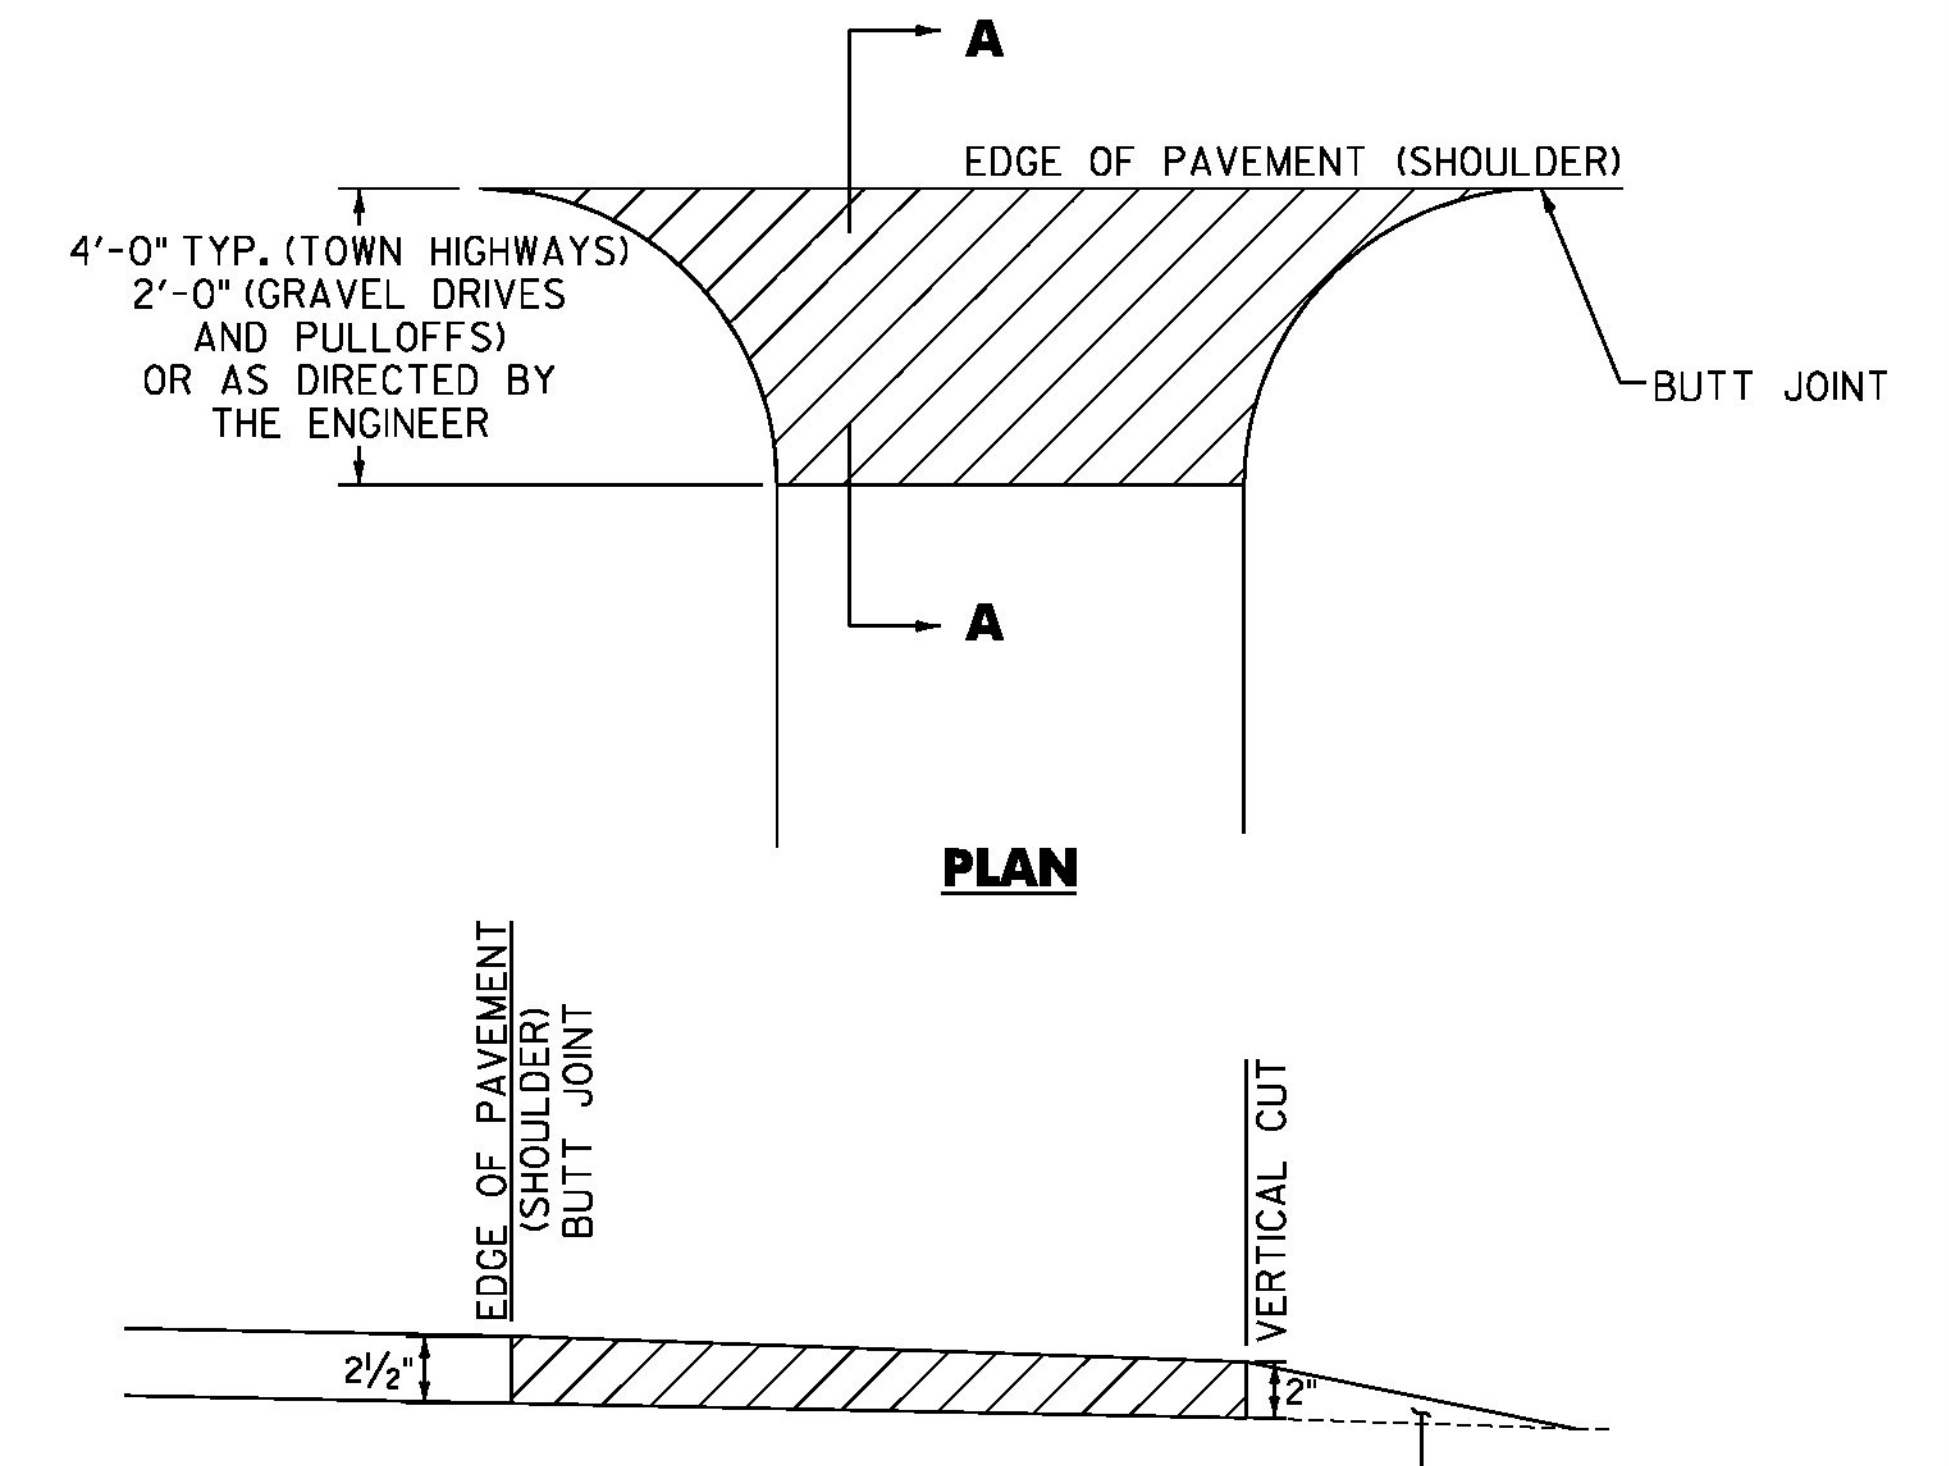 A
EDGE OF PAVEMENT (SHOULDER)
4'-0" TYP. (TOWN HIGHWAYS)
2'-0" (GRAVEL DRIVES
AND PULLOFFS)
OR AS DIRECTED BY
THE ENGINEER
BUTT JOINT
A
PLAN
EDGE OF PAVEMENT
(SHOULDER)
BUTT JOINT
VERTICAL CUT
2½"
2"